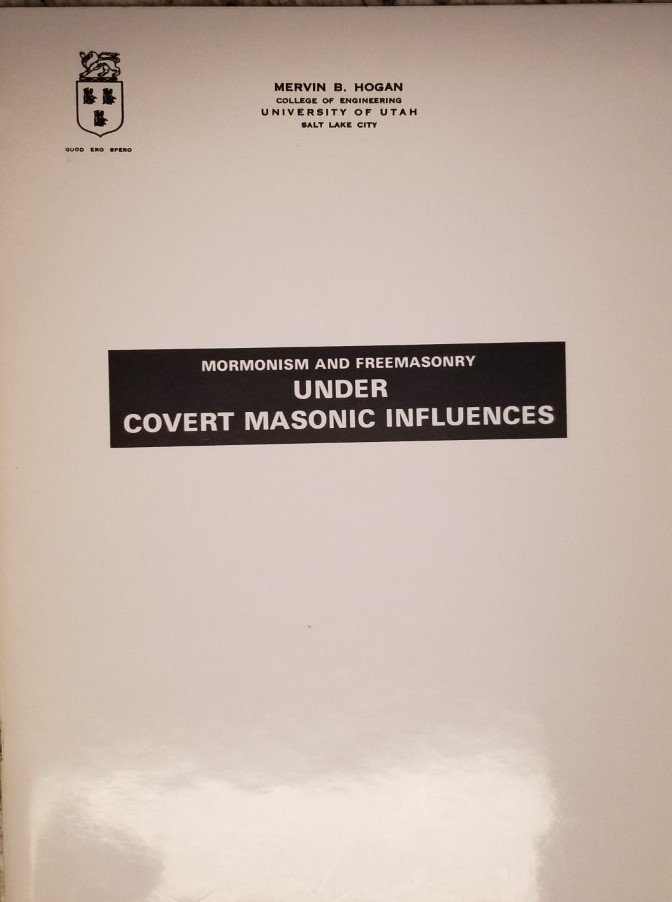 MERVIN B. HOGAN
COLLEGE OF ENGINEERING
UNIVERSITY OF UTAH
SALT LAKE CITY
QUOD ERO SPERO
MORMONISM AND FREEMASONRY
UNDER
COVERT MASONIC INFLUENCES